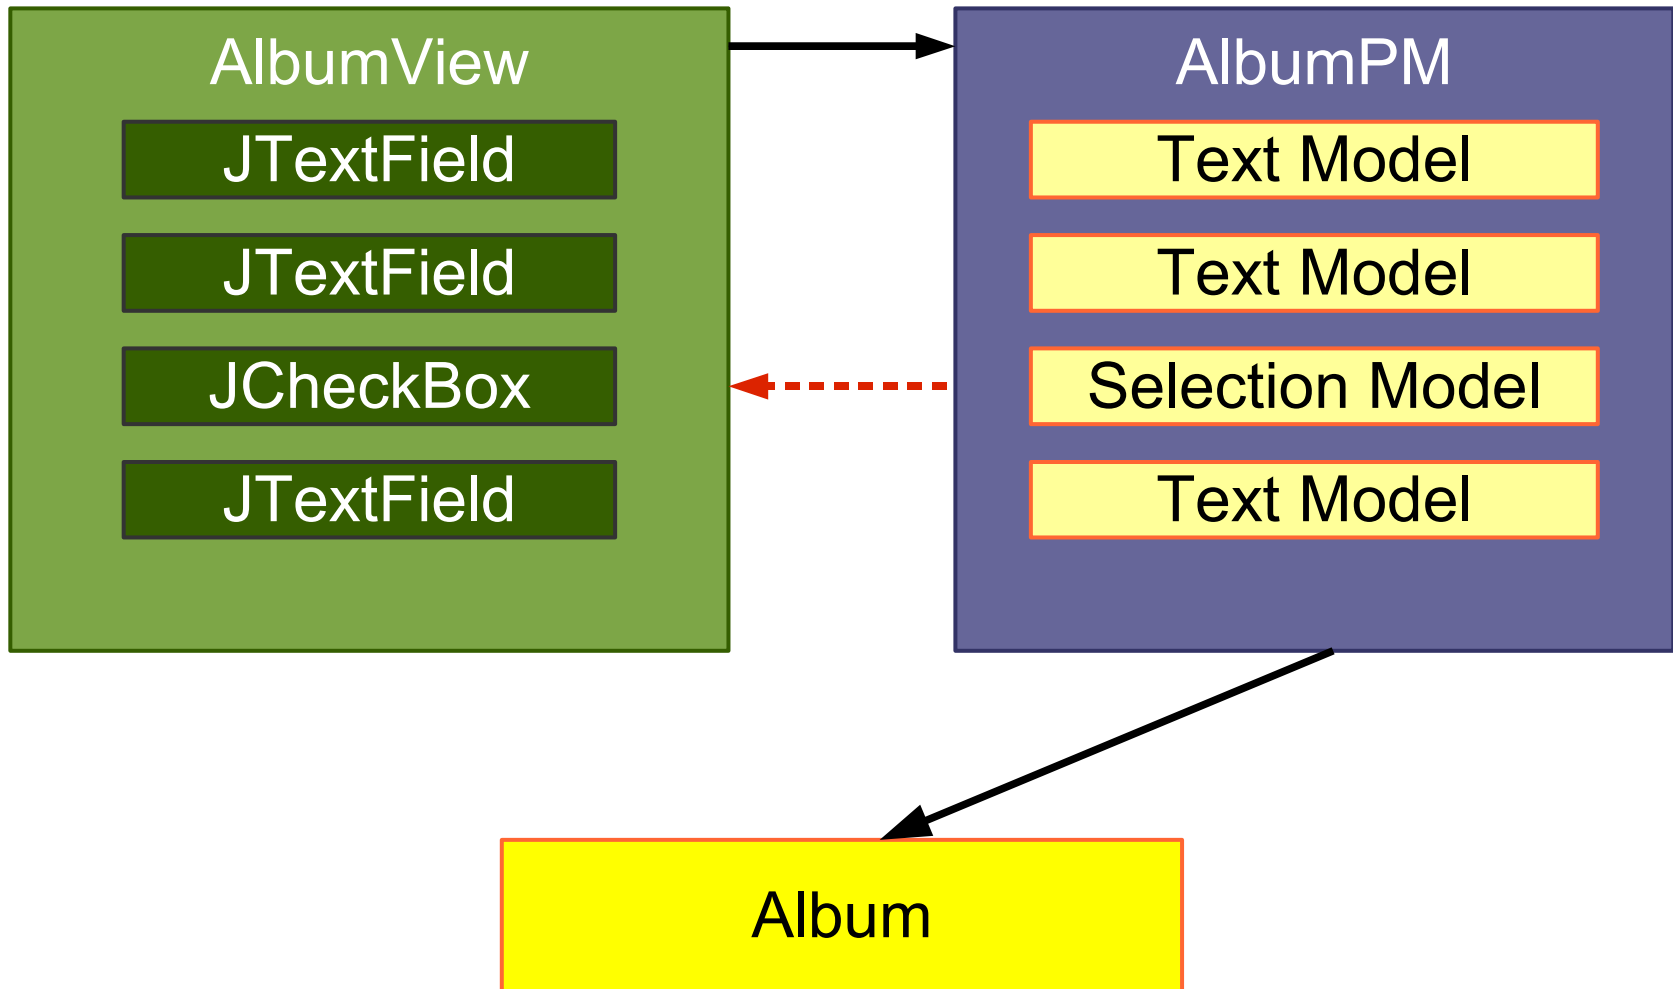 AlbumView
JTextField
JTextField
JCheckBox
JTextField
AlbumPM
Text Model
Text Model
Selection Model
Text Model
Album